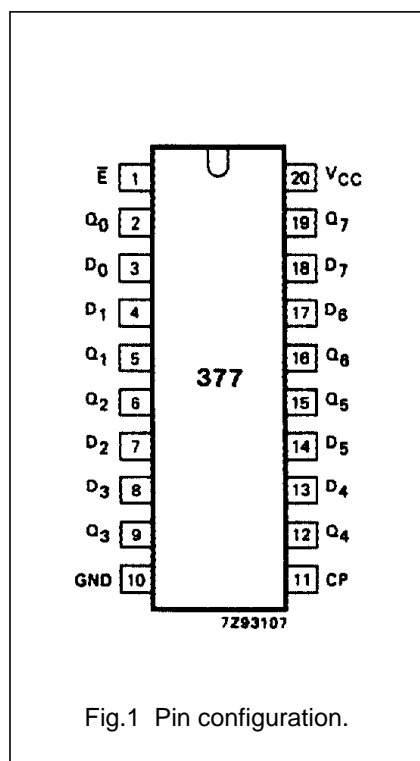 E̅ 1 20 VCC
Q0 2 19 Q7
D0 3 18 D7
D1 4 17 D6
Q1 5 16 Q6
377
Q2 6 15 Q5
D2 7 14 D5
D3 8 13 D4
Q3 9 12 Q4
GND 10 11 CP
7Z93107
Fig.1 Pin configuration.